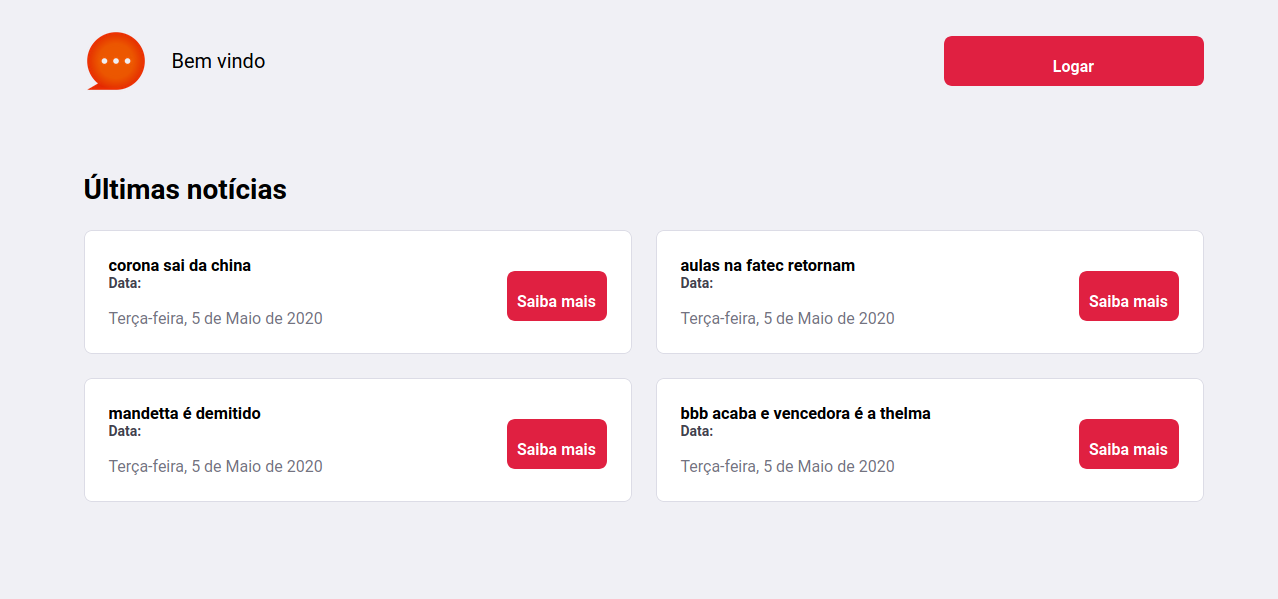 Bem vindo
Logar
Últimas notícias
corona sai da china
Data:
Terça-feira, 5 de Maio de 2020
Saiba mais
aulas na fatec retornam
Data:
Terça-feira, 5 de Maio de 2020
Saiba mais
mandetta é demitido
Data:
Terça-feira, 5 de Maio de 2020
Saiba mais
bbb acaba e vencedora é a thelma
Data:
Terça-feira, 5 de Maio de 2020
Saiba mais